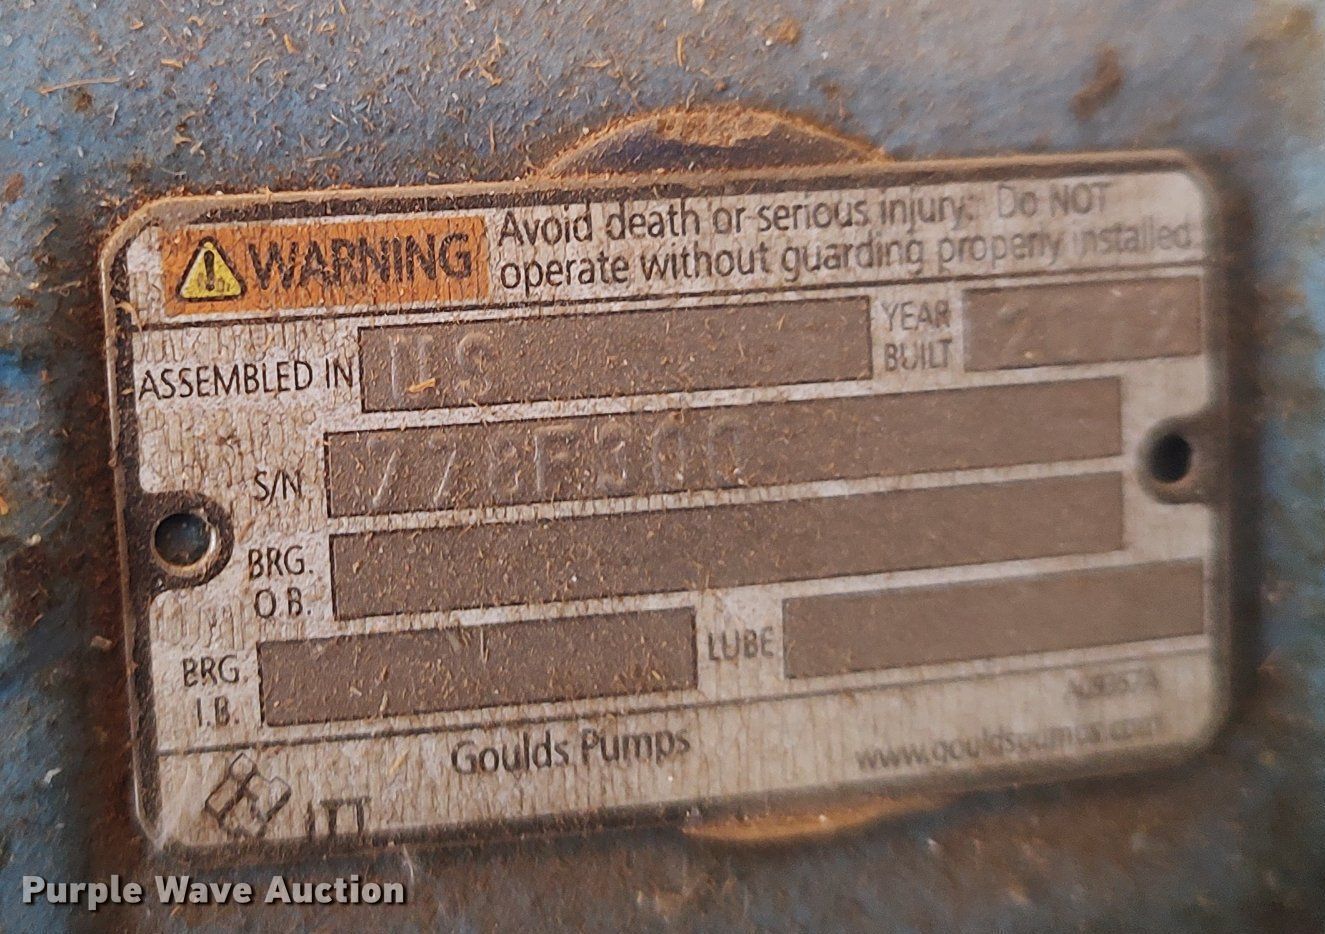 WARNING
Avoid death or serious injury. Do NOT
operate without guarding properly installed.
ASSEMBLED IN US
YEAR
BUILT
S/N
BRG.
O.B.
BRG.
I.B.
LUBE
Goulds Pumps
www.gouldspumps.com
ITT
Purple Wave Auction